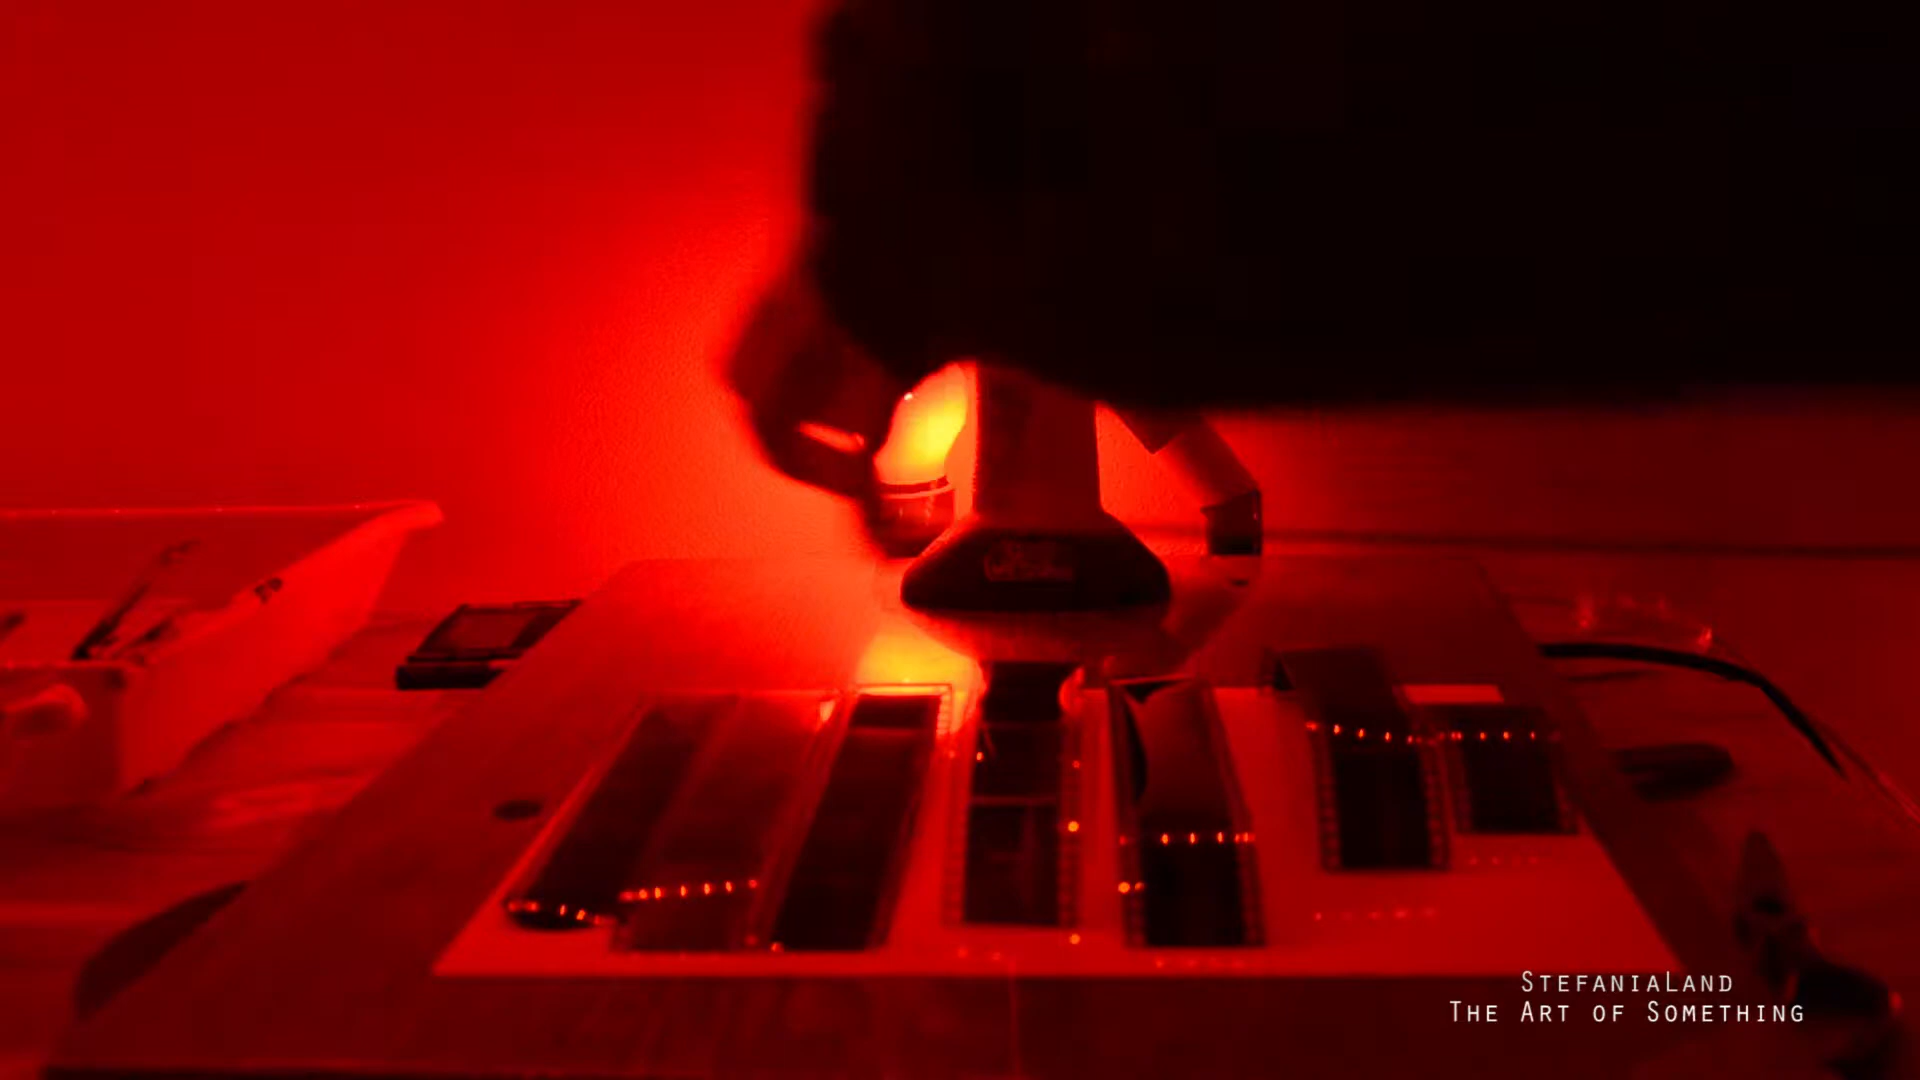 StefaniaLand
The Art of Something